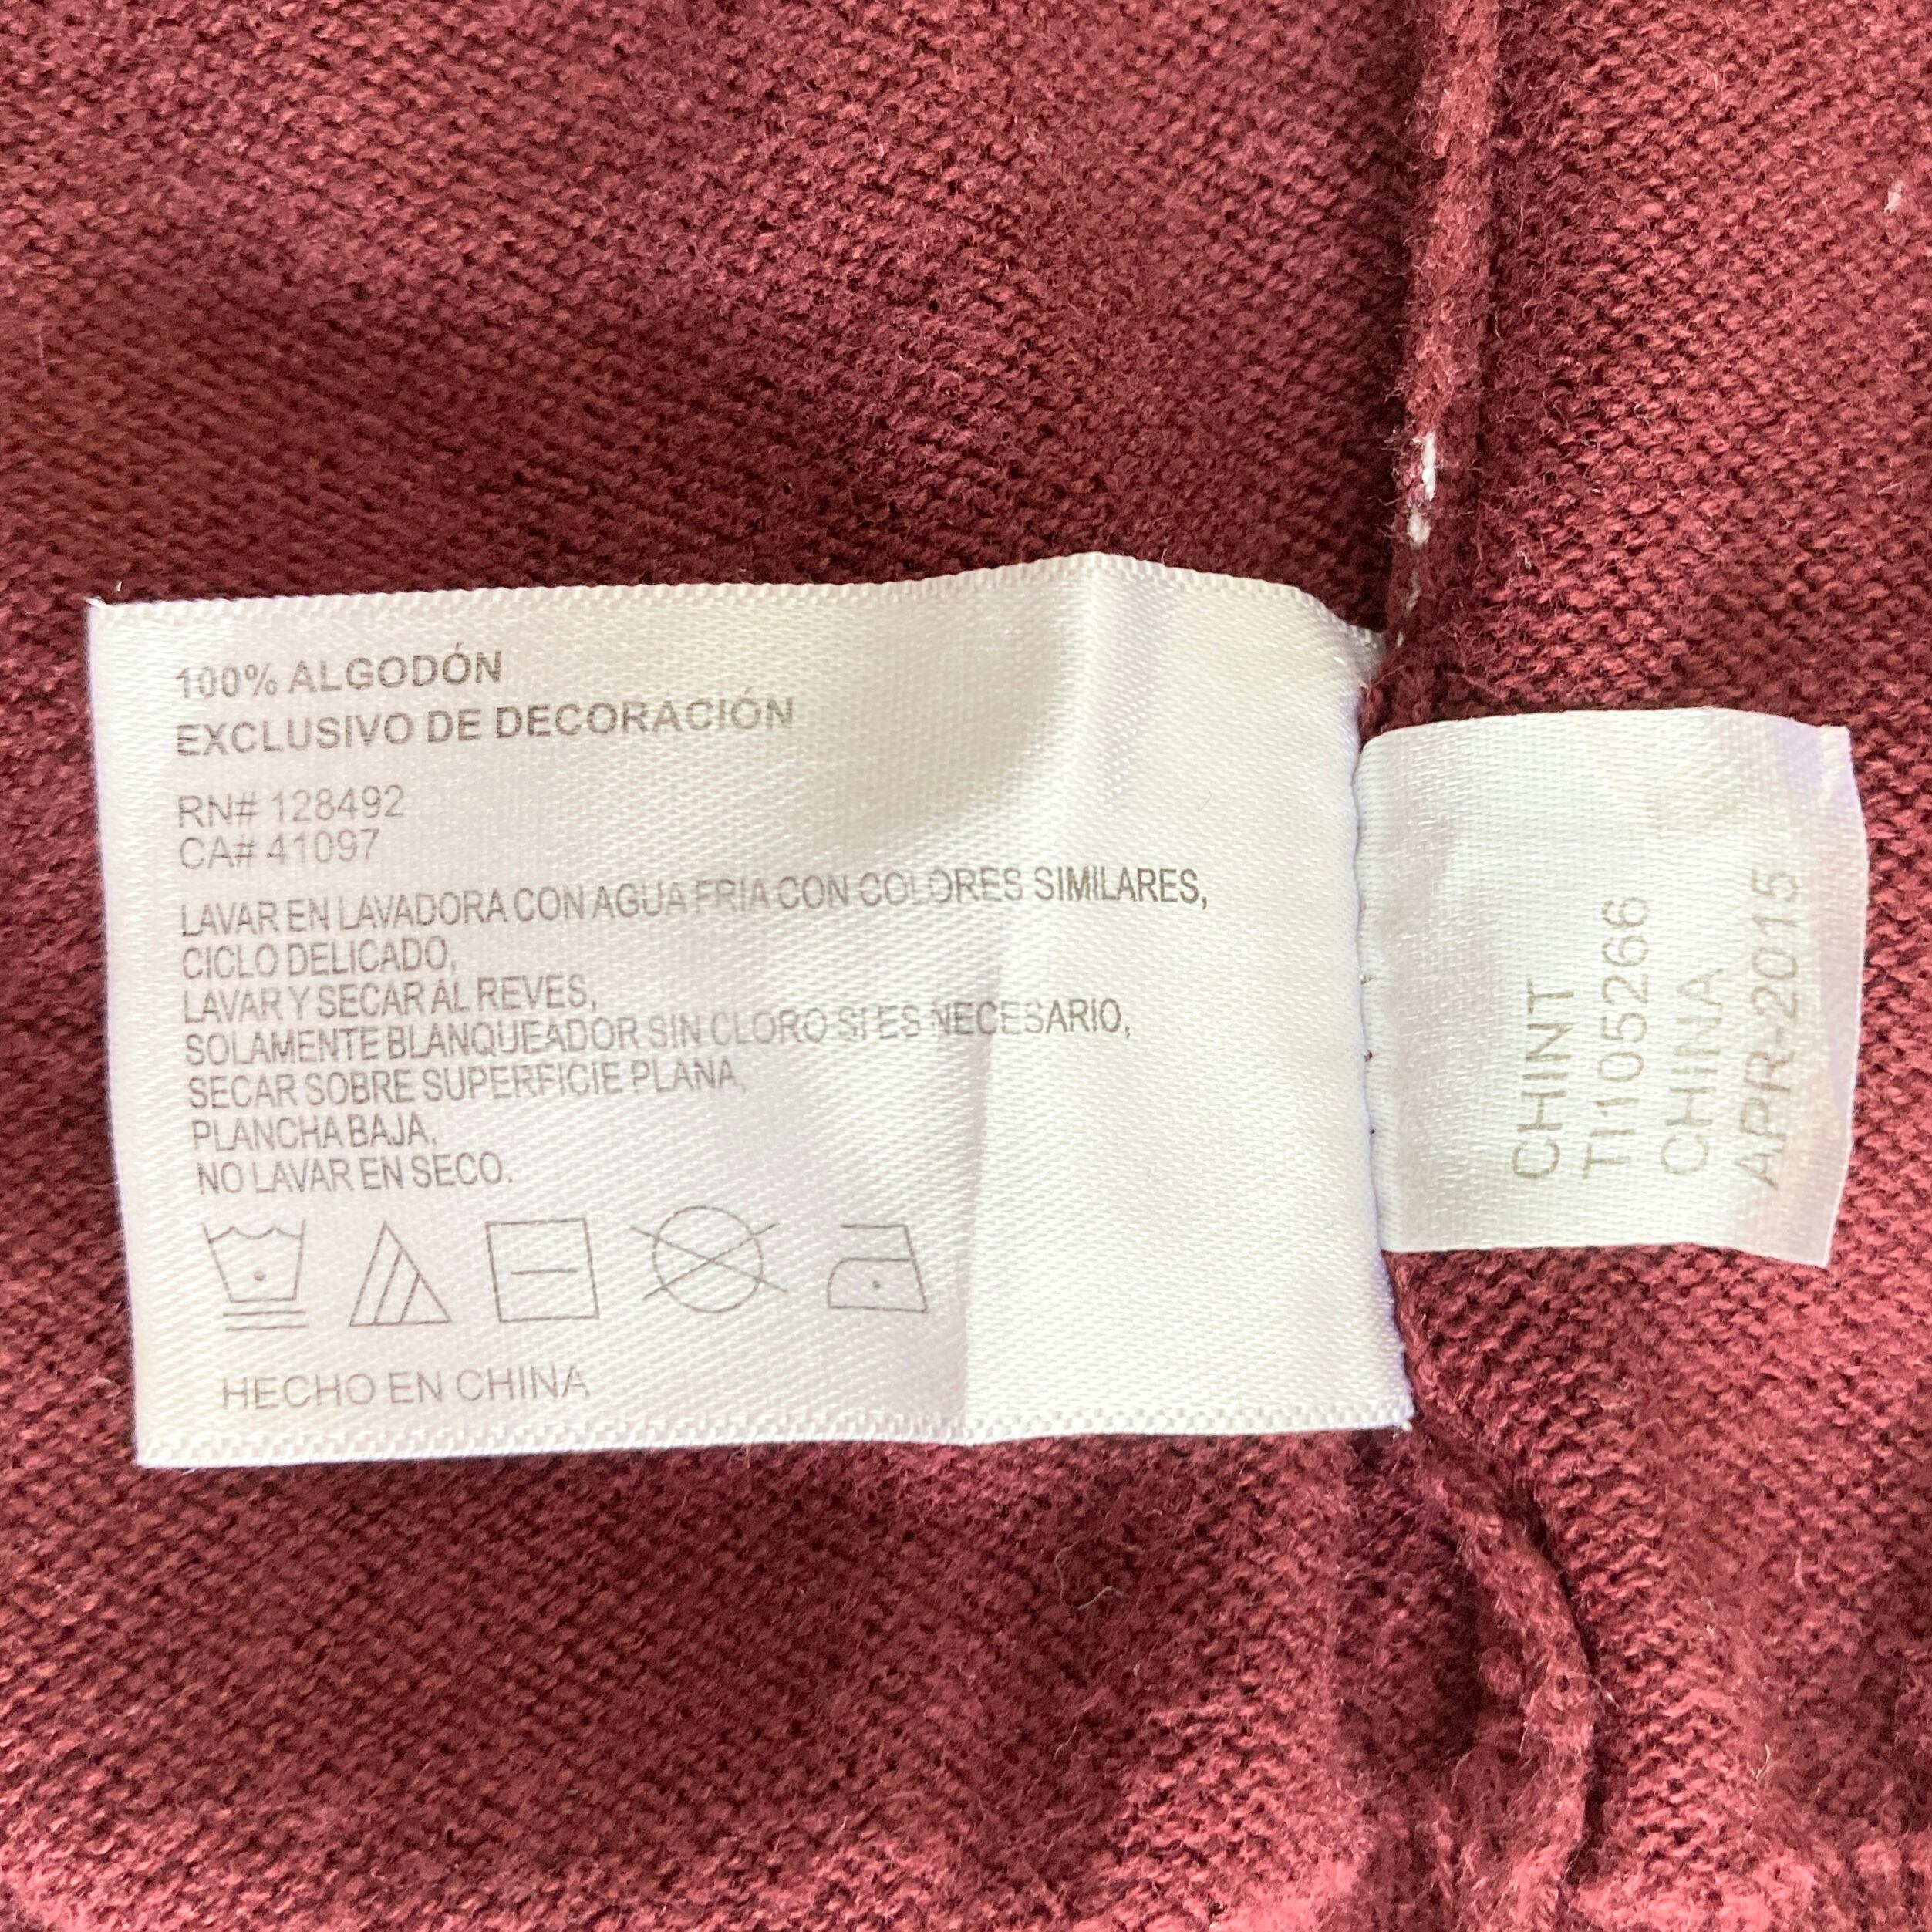 100% ALGODÓN
EXCLUSIVO DE DECORACIÓN
RN# 128492
CA# 41097
LAVAR EN LAVADORA CON AGUA FRIA CON COLORES SIMILARES,
CICLO DELICADO,
LAVAR Y SECAR AL REVES,
SOLAMENTE BLANQUEADOR SIN CLORO SI ES NECESARIO,
SECAR SOBRE SUPERFICIE PLANA,
PLANCHA BAJA,
NO LAVAR EN SECO.
HECHO EN CHINA
CHINT
TI105266
CHINA
APR-2015